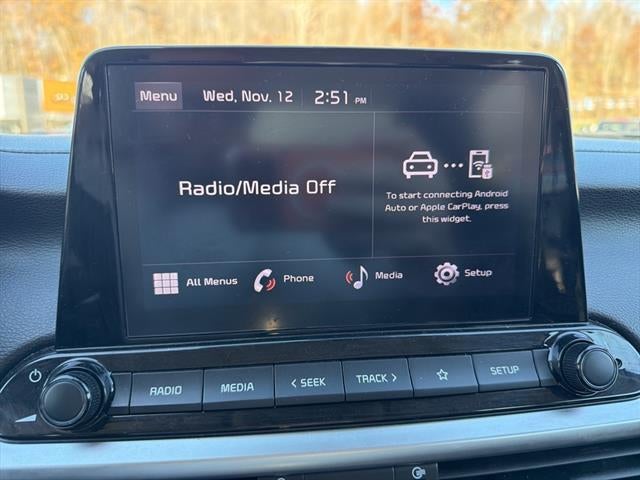 Menu Wed, Nov. 12 2:51 PM
Radio/Media Off
To start connecting Android
Auto or Apple CarPlay, press
this widget.
All Menus Phone Media Setup
RADIO MEDIA < SEEK TRACK > SETUP